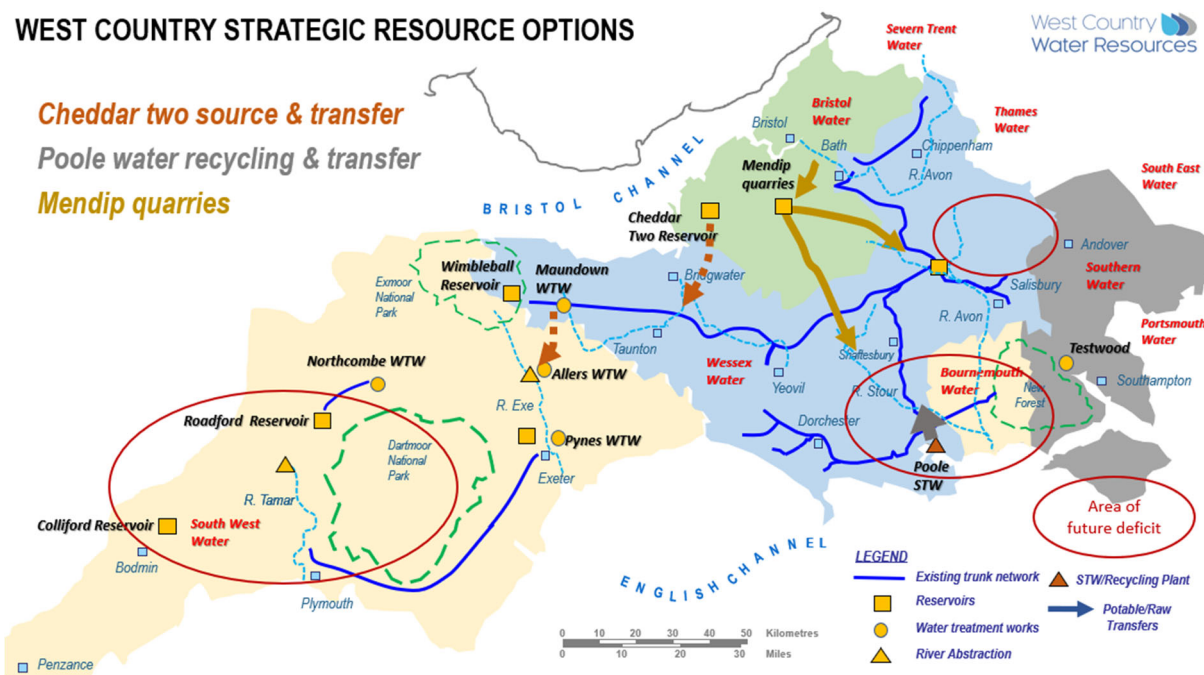 WEST COUNTRY STRATEGIC RESOURCE OPTIONS
West Country
Water Resources
Cheddar two source & transfer
Poole water recycling & transfer
Mendip quarries
Severn Trent
Water
Bristol
Water
Thames
Water
South East
Water
Bristol
Bath
Chippenham
R. Avon
Mendip
quarries
BRISTOL CHANNEL
Cheddar
Two Reservoir
Andover
Southern
Water
Wimbleball
Reservoir
Maundown
WTW
Exmoor
National
Park
Bridgwater
Salisbury
R. Avon
Portsmouth
Water
Taunton
Wessex
Water
Shaftesbury
Testwood
Northcombe WTW
Allers WTW
Yeovil
R. Stour
Bournemouth
Water
New
Forest
Southampton
R. Exe
Roadford Reservoir
Dartmoor
National
Park
Pynes WTW
Dorchester
Exeter
Poole
STW
R. Tamar
Colliford Reservoir
South West
Water
Area of
future deficit
Bodmin
Plymouth
ENGLISH CHANNEL
LEGEND
Existing trunk network
STW/Recycling Plant
Reservoirs
Potable/Raw
Transfers
Water treatment works
River Abstraction
0 10 20 30 40 50 Kilometres
0 10 20 30 Miles
Penzance